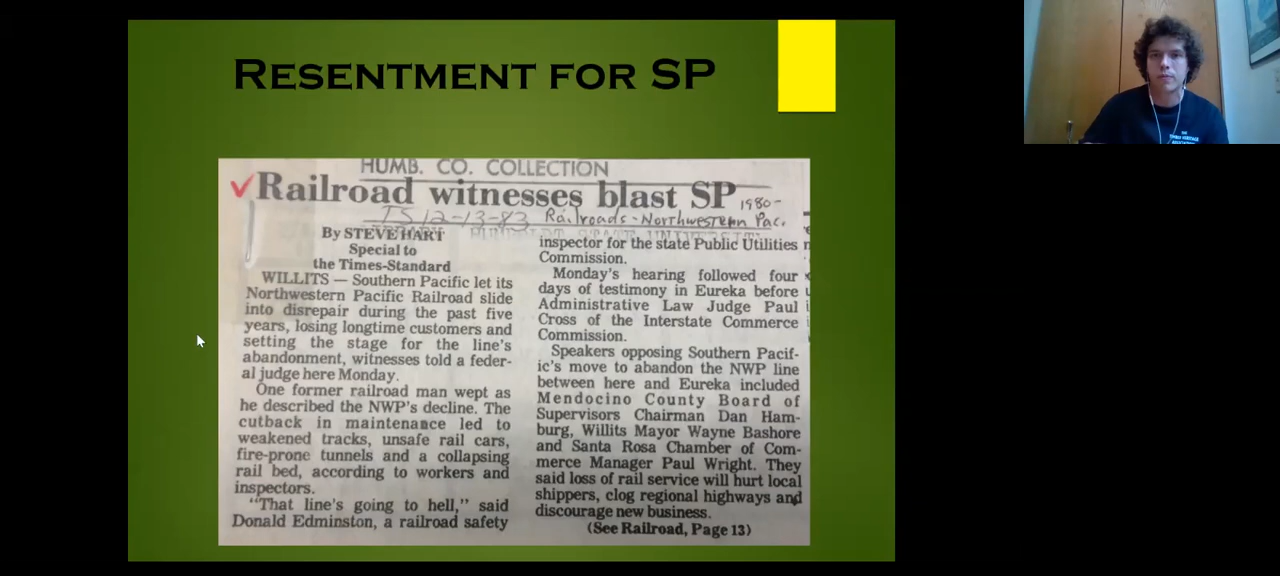 RESENTMENT FOR SP
HUMB. CO. COLLECTION
Railroad witnesses blast SP
1980-
TS 12-13-83 Railroads-Northwestern Pac.
HUMBOLDT STATE UNIVERSITY
By STEVE HART
Special to
the Times-Standard
WILLITS — Southern Pacific let its
Northwestern Pacific Railroad slide
into disrepair during the past five
years, losing longtime customers and
setting the stage for the line's
abandonment, witnesses told a feder-
al judge here Monday.
One former railroad man wept as
he described the NWP's decline. The
cutback in maintenance led to
weakened tracks, unsafe rail cars,
fire-prone tunnels and a collapsing
rail bed, according to workers and
inspectors.
"That line's going to hell," said
Donald Edminston, a railroad safety
inspector for the state Public Utilities
Commission.
Monday's hearing followed four
days of testimony in Eureka before
Administrative Law Judge Paul
Cross of the Interstate Commerce
Commission.
Speakers opposing Southern Pacif-
ic's move to abandon the NWP line
between here and Eureka included
Mendocino County Board of
Supervisors Chairman Dan Ham-
burg, Willits Mayor Wayne Bashore
and Santa Rosa Chamber of Com-
merce Manager Paul Wright. They
said loss of rail service will hurt local
shippers, clog regional highways and
discourage new business.
(See Railroad, Page 13)
THE